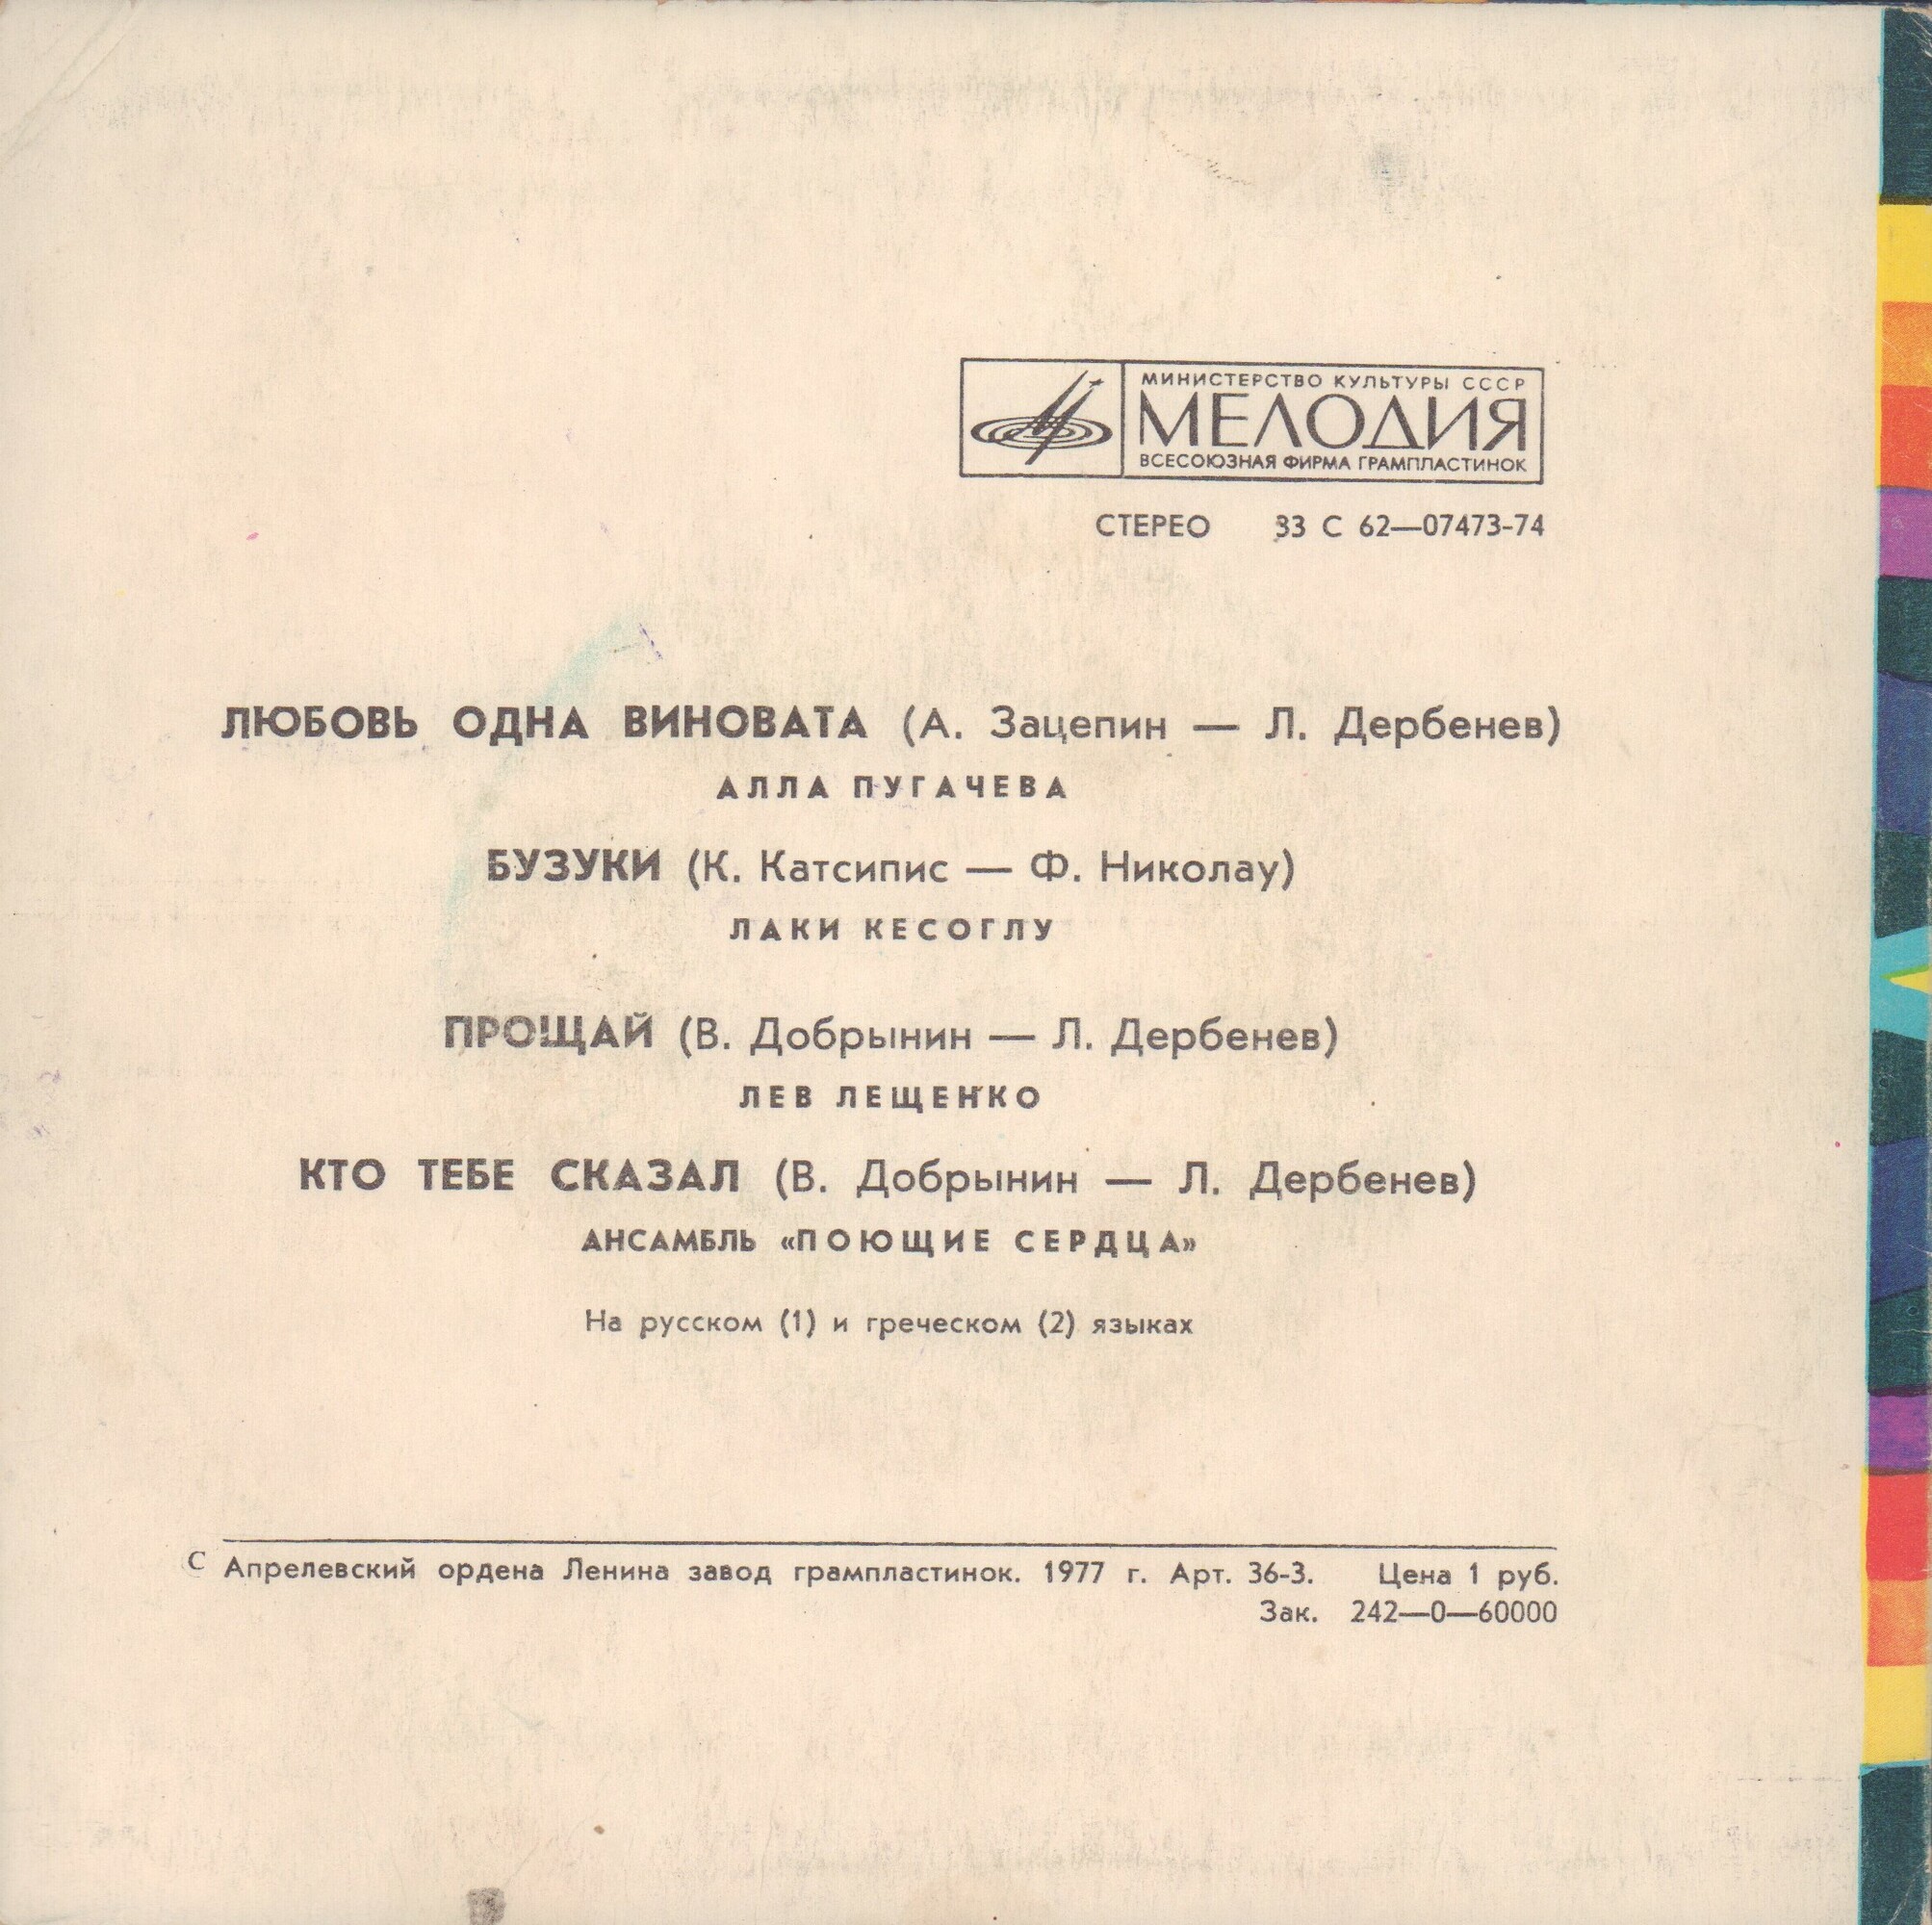 МИНИСТЕРСТВО КУЛЬТУРЫ СССР
МЕЛОДИЯ
ВСЕСОЮЗНАЯ ФИРМА ГРАМПЛАСТИНОК
СТЕРЕО 33 С 62—07473-74
ЛЮБОВЬ ОДНА ВИНОВАТА (А. Зацепин — Л. Дербенев)
АЛЛА ПУГАЧЕВА
БУЗУКИ (К. Катсипис — Ф. Николау)
ЛАКИ КЕСОГЛУ
ПРОЩАЙ (В. Добрынин — Л. Дербенев)
ЛЕВ ЛЕЩЕНКО
КТО ТЕБЕ СКАЗАЛ (В. Добрынин — Л. Дербенев)
АНСАМБЛЬ «ПОЮЩИЕ СЕРДЦА»
На русском (1) и греческом (2) языках
С Апрелевский ордена Ленина завод грампластинок. 1977 г. Арт. 36-3. Цена 1 руб.
Зак. 242—0—60000